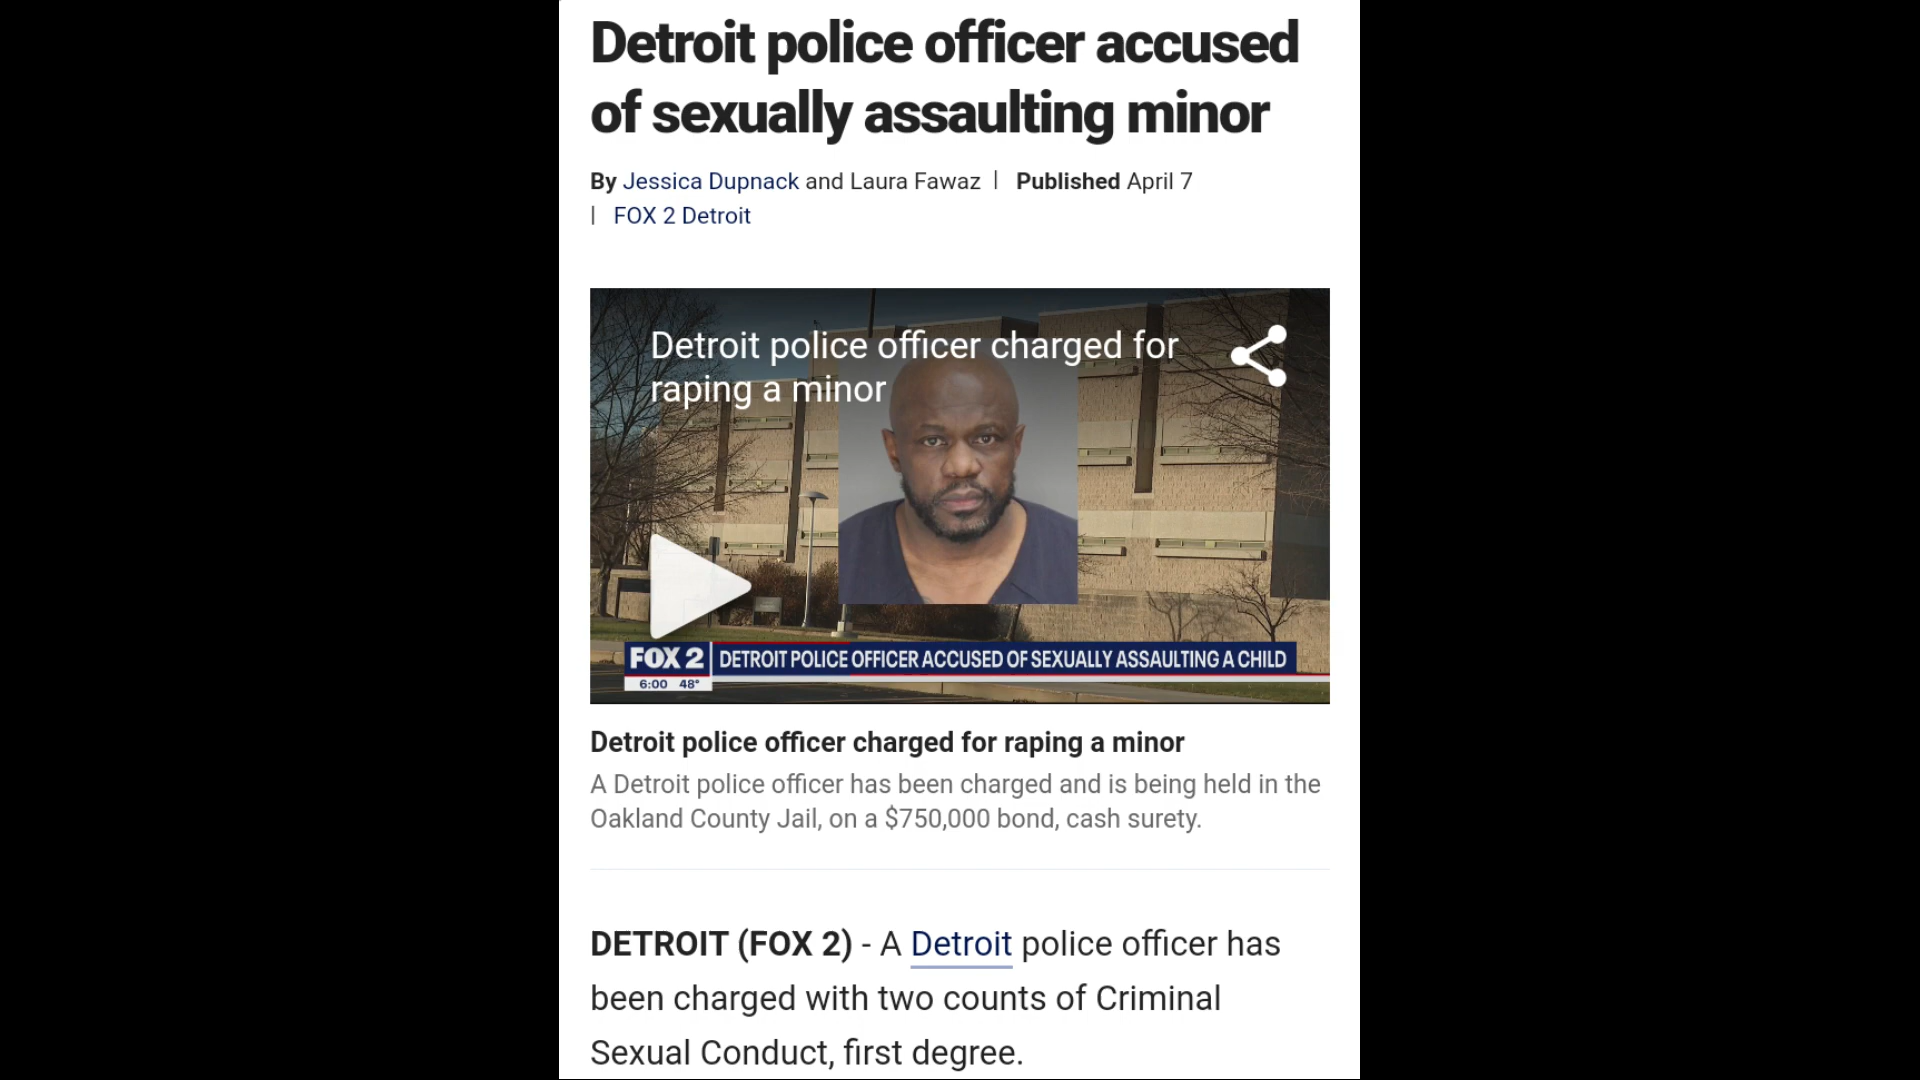 Detroit police officer accused
of sexually assaulting minor
By Jessica Dupnack and Laura Fawaz | Published April 7
| FOX 2 Detroit
Detroit police officer charged for
raping a minor
FOX 2 DETROIT POLICE OFFICER ACCUSED OF SEXUALLY ASSAULTING A CHILD
6:00 48°
Detroit police officer charged for raping a minor
A Detroit police officer has been charged and is being held in the
Oakland County Jail, on a $750,000 bond, cash surety.
DETROIT (FOX 2) - A Detroit police officer has
been charged with two counts of Criminal
Sexual Conduct, first degree.